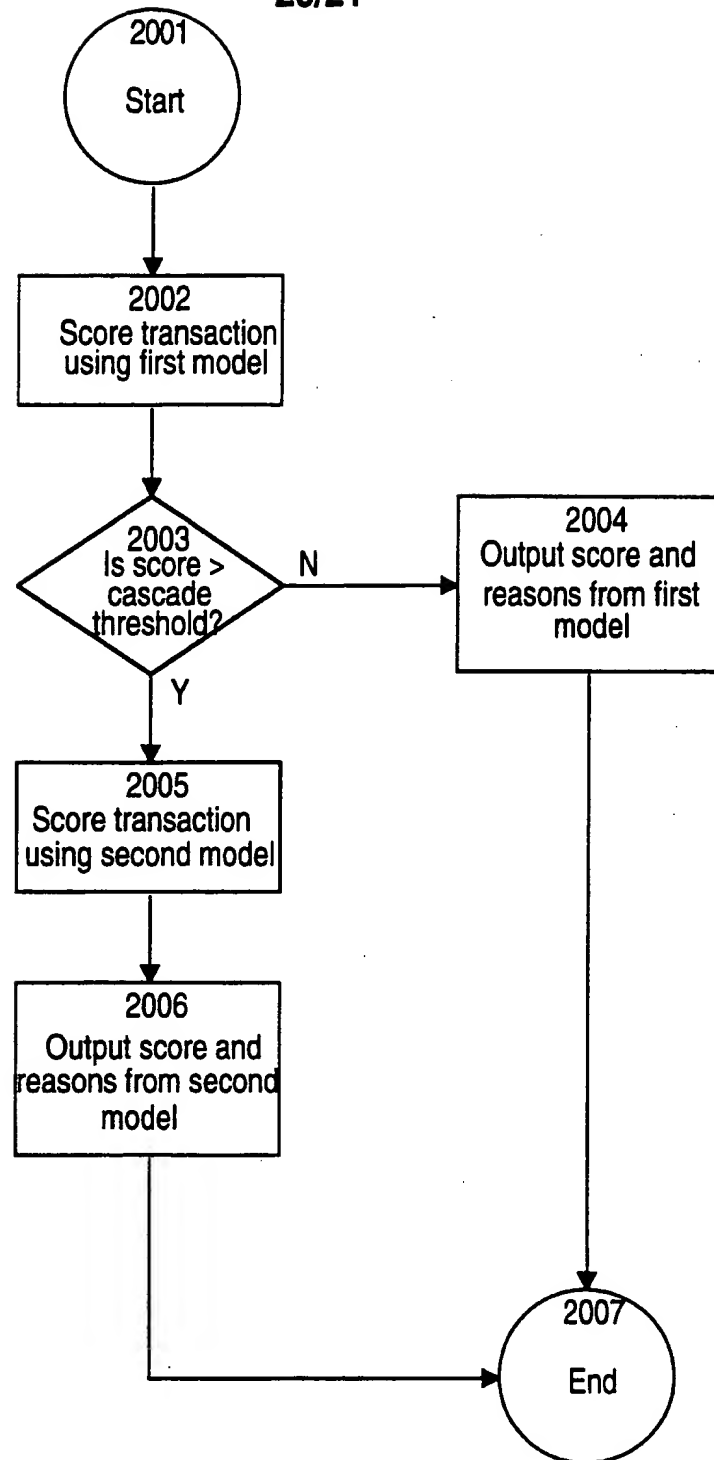 2001
Start
2002
Score transaction
using first model
2003
Is score >
cascade
threshold?
N
2004
Output score and
reasons from first
model
Y
2005
Score transaction
using second model
2006
Output score and
reasons from second
model
2007
End